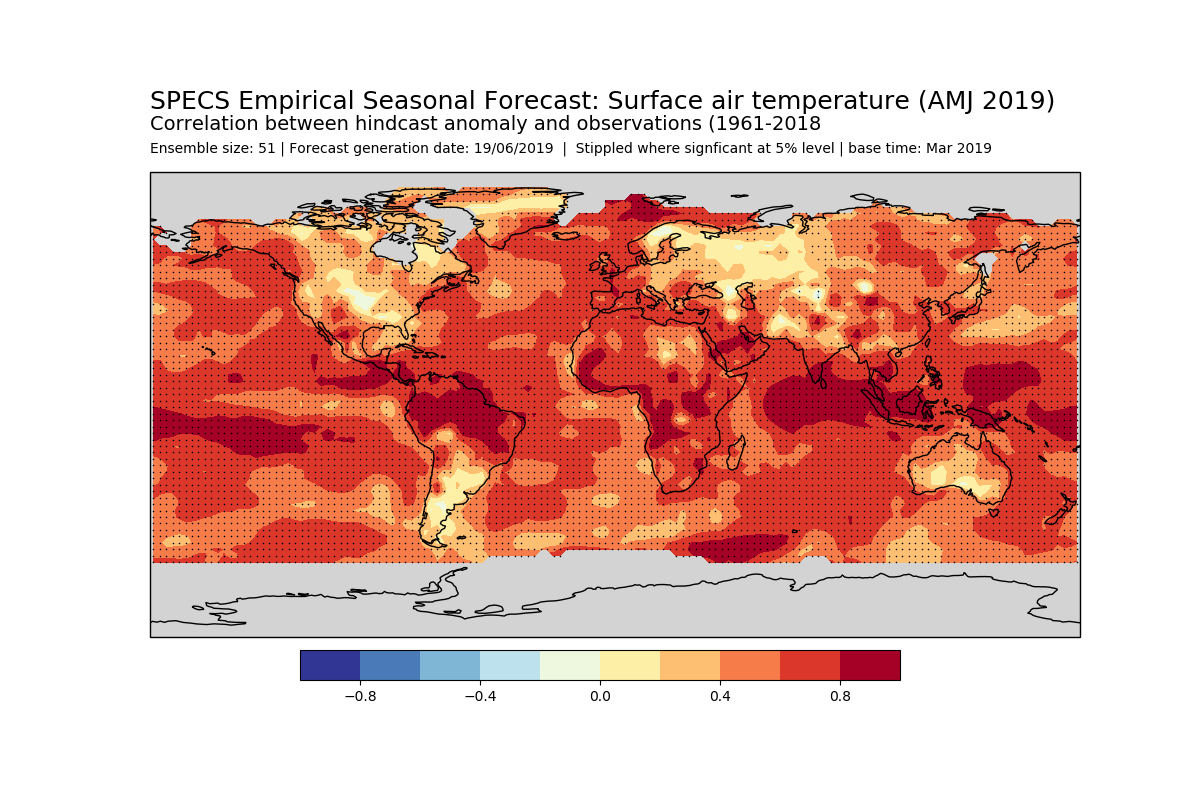 SPECS Empirical Seasonal Forecast: Surface air temperature (AMJ 2019)
Correlation between hindcast anomaly and observations (1961-2018
Ensemble size: 51 | Forecast generation date: 19/06/2019 | Stippled where signficant at 5% level | base time: Mar 2019
−0.8 −0.4 0.0 0.4 0.8